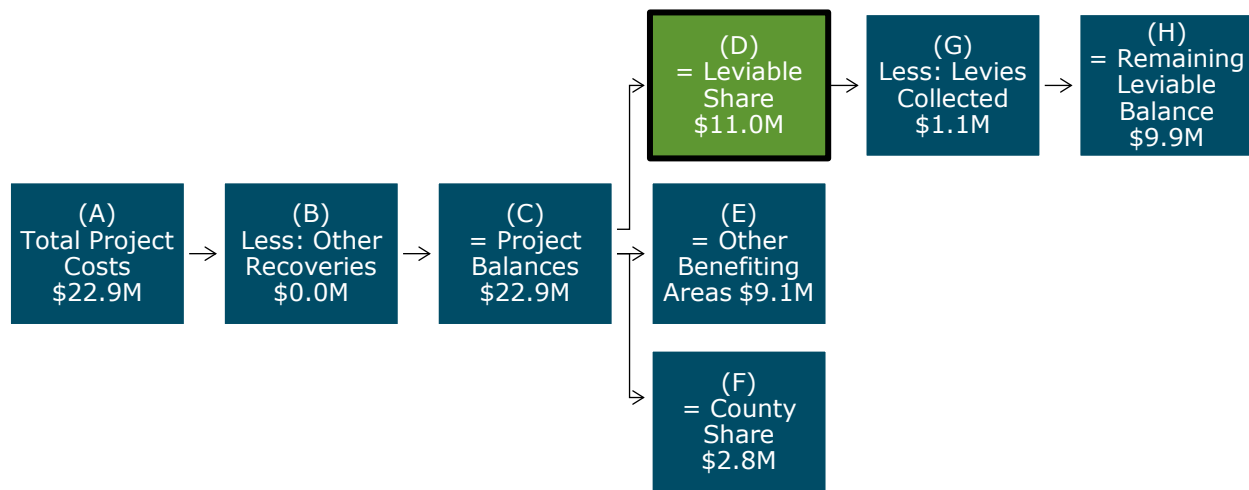 (A)
Total Project
Costs
$22.9M
(B)
Less: Other
Recoveries
$0.0M
(C)
= Project
Balances
$22.9M
(D)
= Leviable
Share
$11.0M
(G)
Less: Levies
Collected
$1.1M
(H)
= Remaining
Leviable
Balance
$9.9M
(E)
= Other
Benefiting
Areas $9.1M
(F)
= County
Share
$2.8M